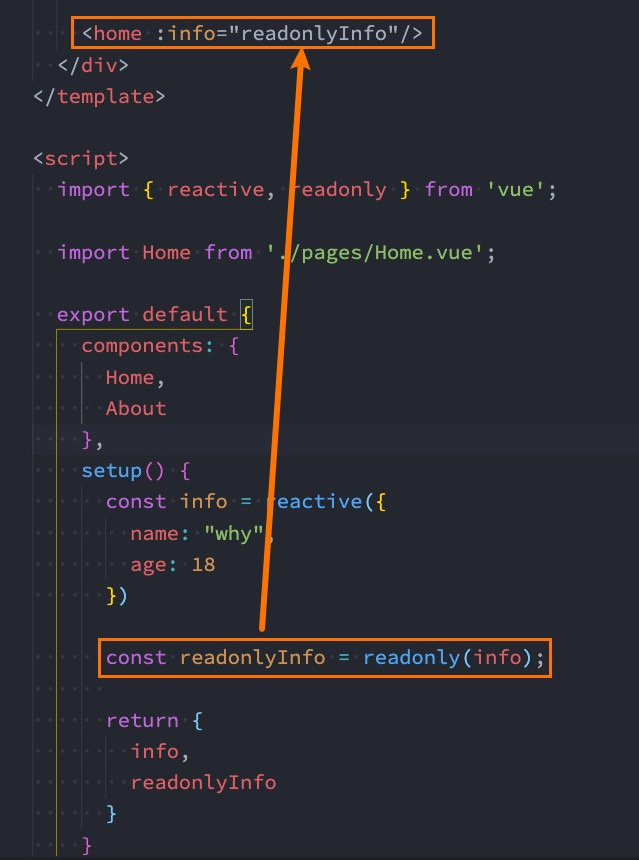 <home :info="readonlyInfo"/>
</div>
</template>
<script>
import { reactive, readonly } from 'vue';
import Home from './pages/Home.vue';
export default {
components: {
Home,
About
},
setup() {
const info = reactive({
name: "why",
age: 18
})
const readonlyInfo = readonly(info);
return {
info,
readonlyInfo
}
}